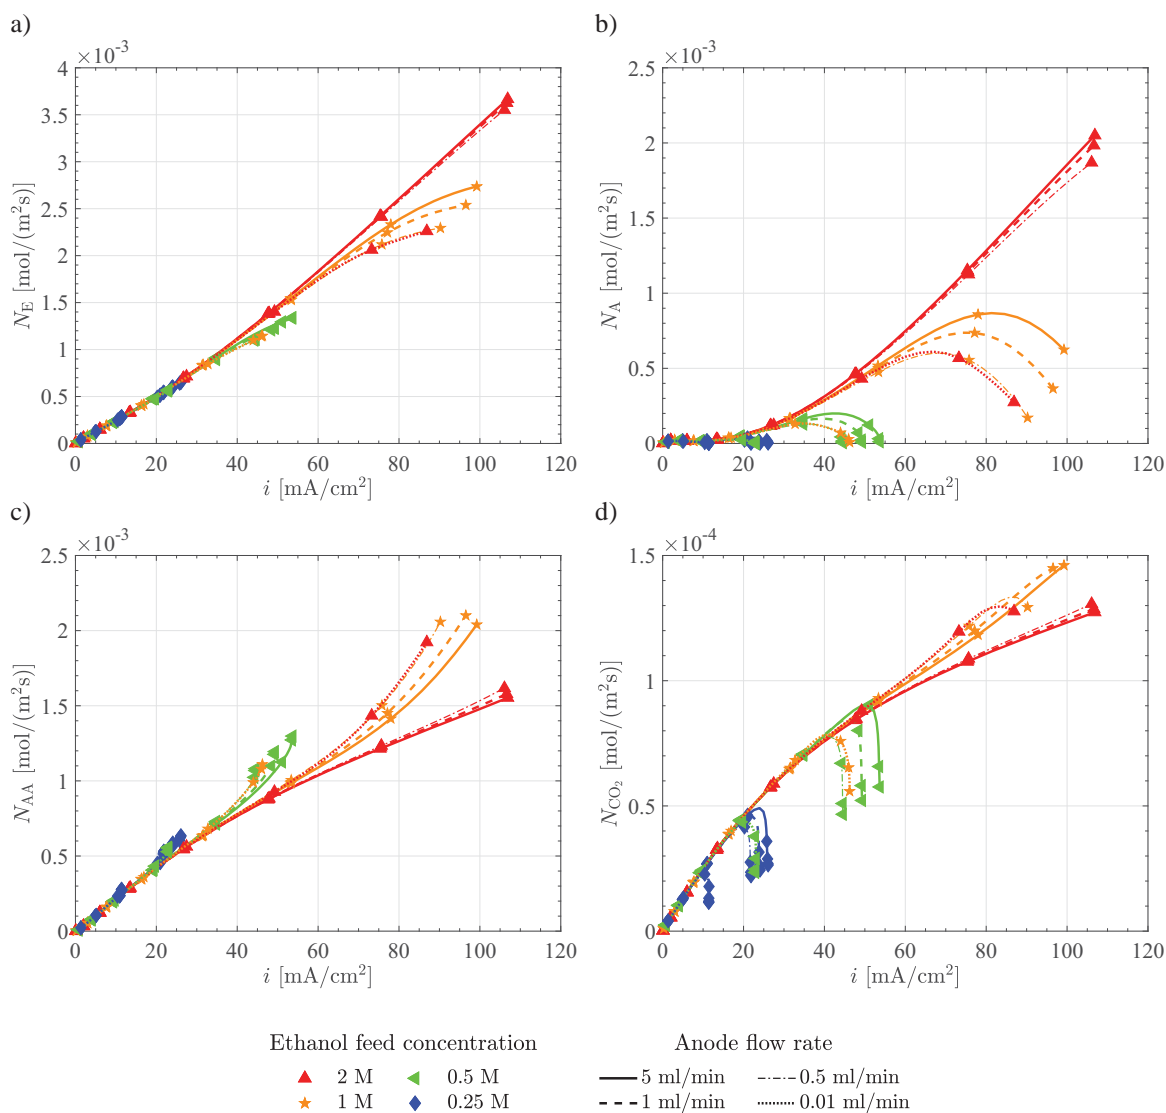 a)
×10⁻³
4
3.5
3
2.5
2
1.5
1
0.5
0
0 20 40 60 80 100 120
N_E [mol/(m²s))]
i [mA/cm²]
b)
×10⁻³
2.5
2
1.5
1
0.5
0
0 20 40 60 80 100 120
N_A [mol/(m²s))]
i [mA/cm²]
c)
×10⁻³
2.5
2
1.5
1
0.5
0
0 20 40 60 80 100 120
N_AA [mol/(m²s))]
i [mA/cm²]
d)
×10⁻⁴
1.5
1
0.5
0
0 20 40 60 80 100 120
N_CO₂ [mol/(m²s))]
i [mA/cm²]
Ethanol feed concentration Anode flow rate
2 M 0.5 M 5 ml/min 0.5 ml/min
1 M 0.25 M 1 ml/min 0.01 ml/min